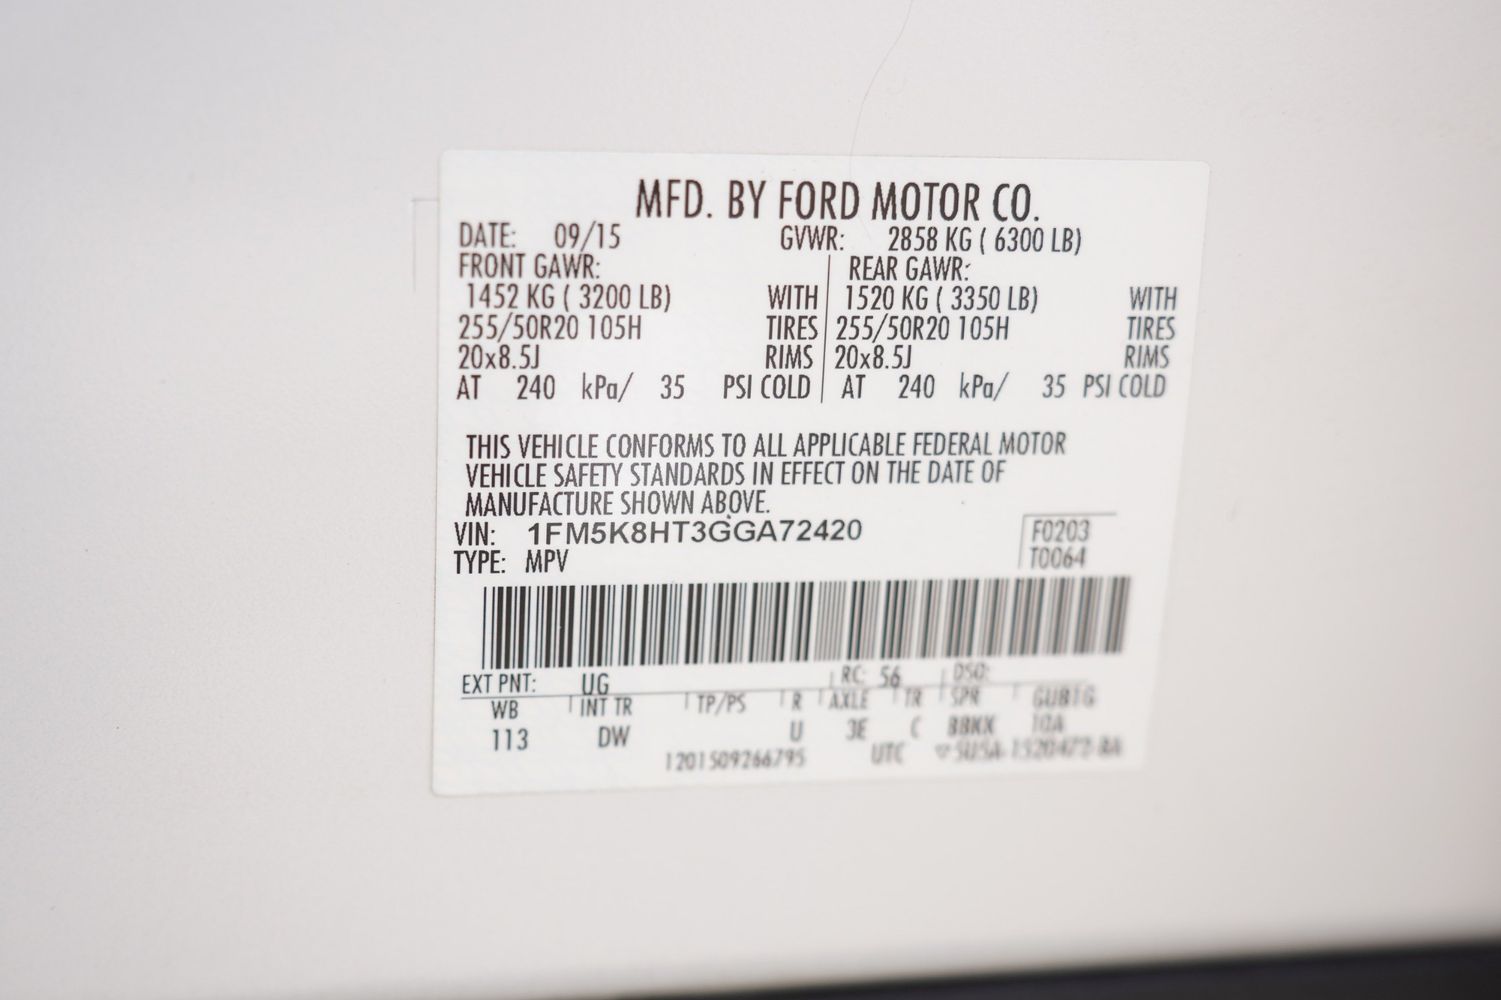 MFD. BY FORD MOTOR CO.
DATE: 09/15 GVWR: 2858 KG ( 6300 LB)
FRONT GAWR: REAR GAWR:
1452 KG ( 3200 LB) WITH 1520 KG ( 3350 LB) WITH
255/50R20 105H TIRES 255/50R20 105H TIRES
20x8.5J RIMS 20x8.5J RIMS
AT 240 kPa/ 35 PSI COLD AT 240 kPa/ 35 PSI COLD
THIS VEHICLE CONFORMS TO ALL APPLICABLE FEDERAL MOTOR
VEHICLE SAFETY STANDARDS IN EFFECT ON THE DATE OF
MANUFACTURE SHOWN ABOVE.
VIN: 1FM5K8HT3GGA72420 F0203
TYPE: MPV T0064
EXT PNT: UG RC: 56 DSO:
WB INT TR TP/PS R AXLE TR SPR GUB1G
113 DW U 3E C BBKK 10A
1201509266795 UTC